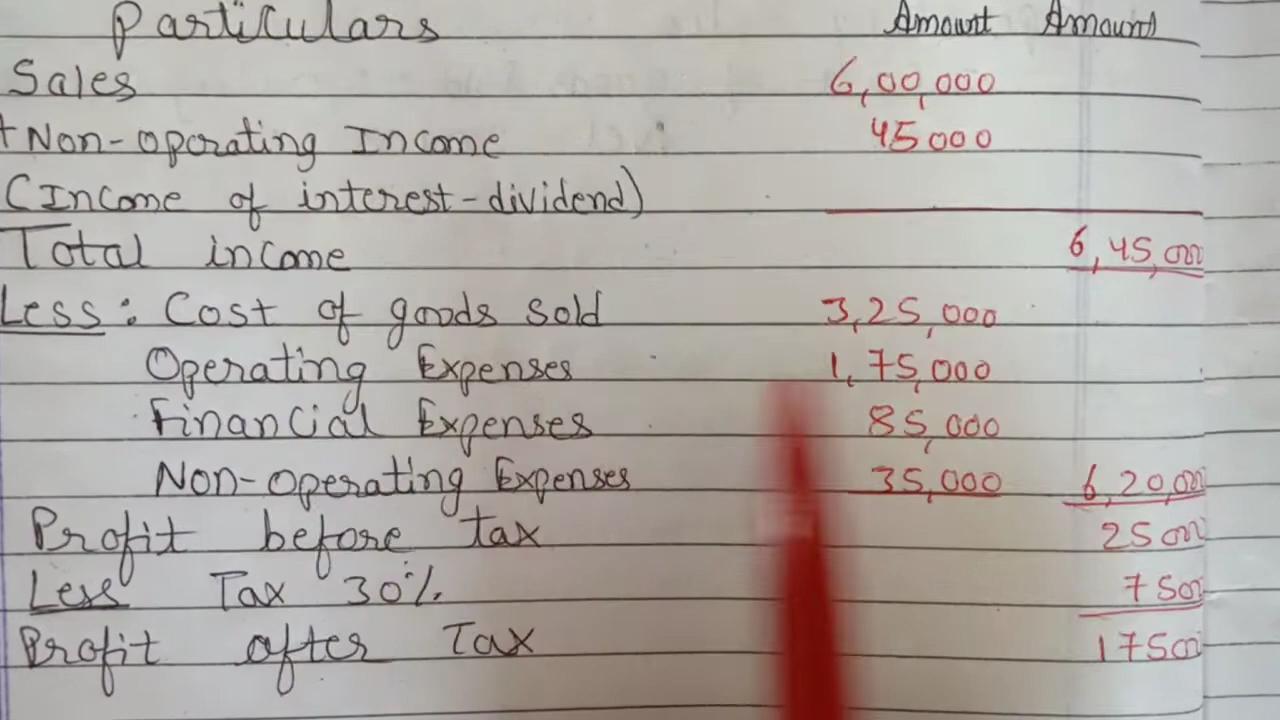 Particulars Amount Amount
Sales 6,00,000
+ Non-operating Income 45000
(Income of interest-dividend)
Total income 6,45,000
Less: Cost of goods sold 3,25,000
Operating Expenses 1,75,000
Financial Expenses 85,000
Non-operating Expenses 35,000 6,20,000
Profit before tax 25000
Less Tax 30% 7500
Profit after Tax 17500